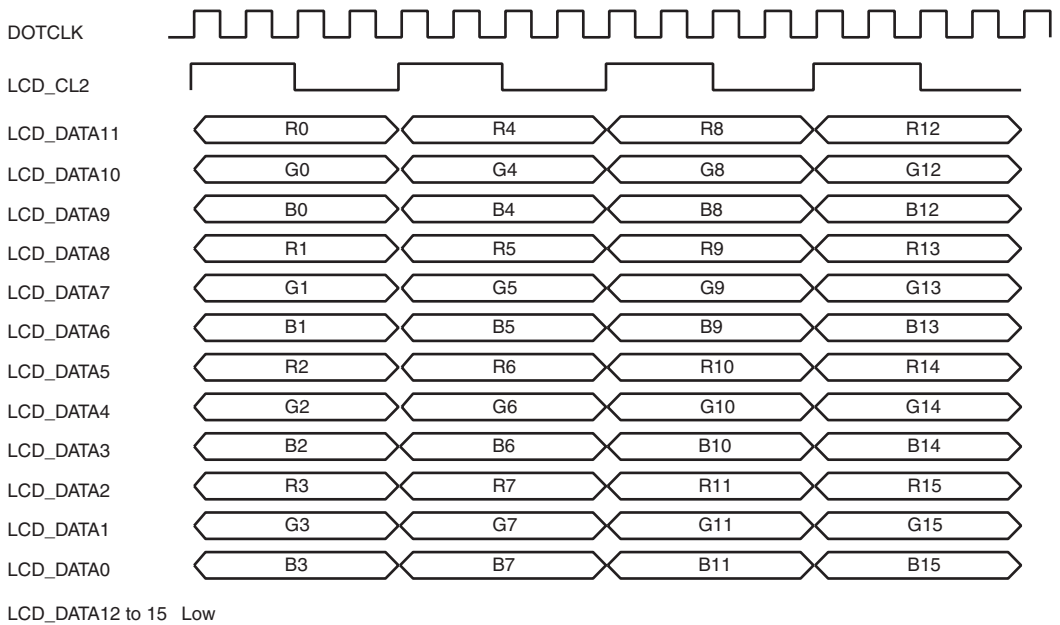 DOTCLK
LCD_CL2
LCD_DATA11 R0 R4 R8 R12
LCD_DATA10 G0 G4 G8 G12
LCD_DATA9 B0 B4 B8 B12
LCD_DATA8 R1 R5 R9 R13
LCD_DATA7 G1 G5 G9 G13
LCD_DATA6 B1 B5 B9 B13
LCD_DATA5 R2 R6 R10 R14
LCD_DATA4 G2 G6 G10 G14
LCD_DATA3 B2 B6 B10 B14
LCD_DATA2 R3 R7 R11 R15
LCD_DATA1 G3 G7 G11 G15
LCD_DATA0 B3 B7 B11 B15
LCD_DATA12 to 15 Low